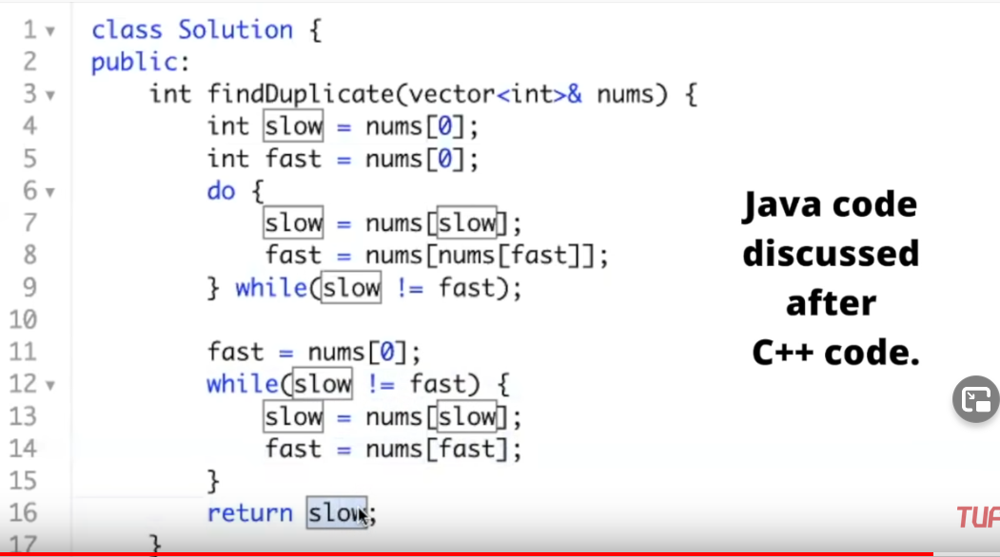 1 class Solution {
2 public:
3 int findDuplicate(vector<int>& nums) {
4 int slow = nums[0];
5 int fast = nums[0];
6 do {
7 slow = nums[slow];
8 fast = nums[nums[fast]];
9 } while(slow != fast);
10
11 fast = nums[0];
12 while(slow != fast) {
13 slow = nums[slow];
14 fast = nums[fast];
15 }
16 return slow;
17 }
Java code
discussed
after
C++ code.